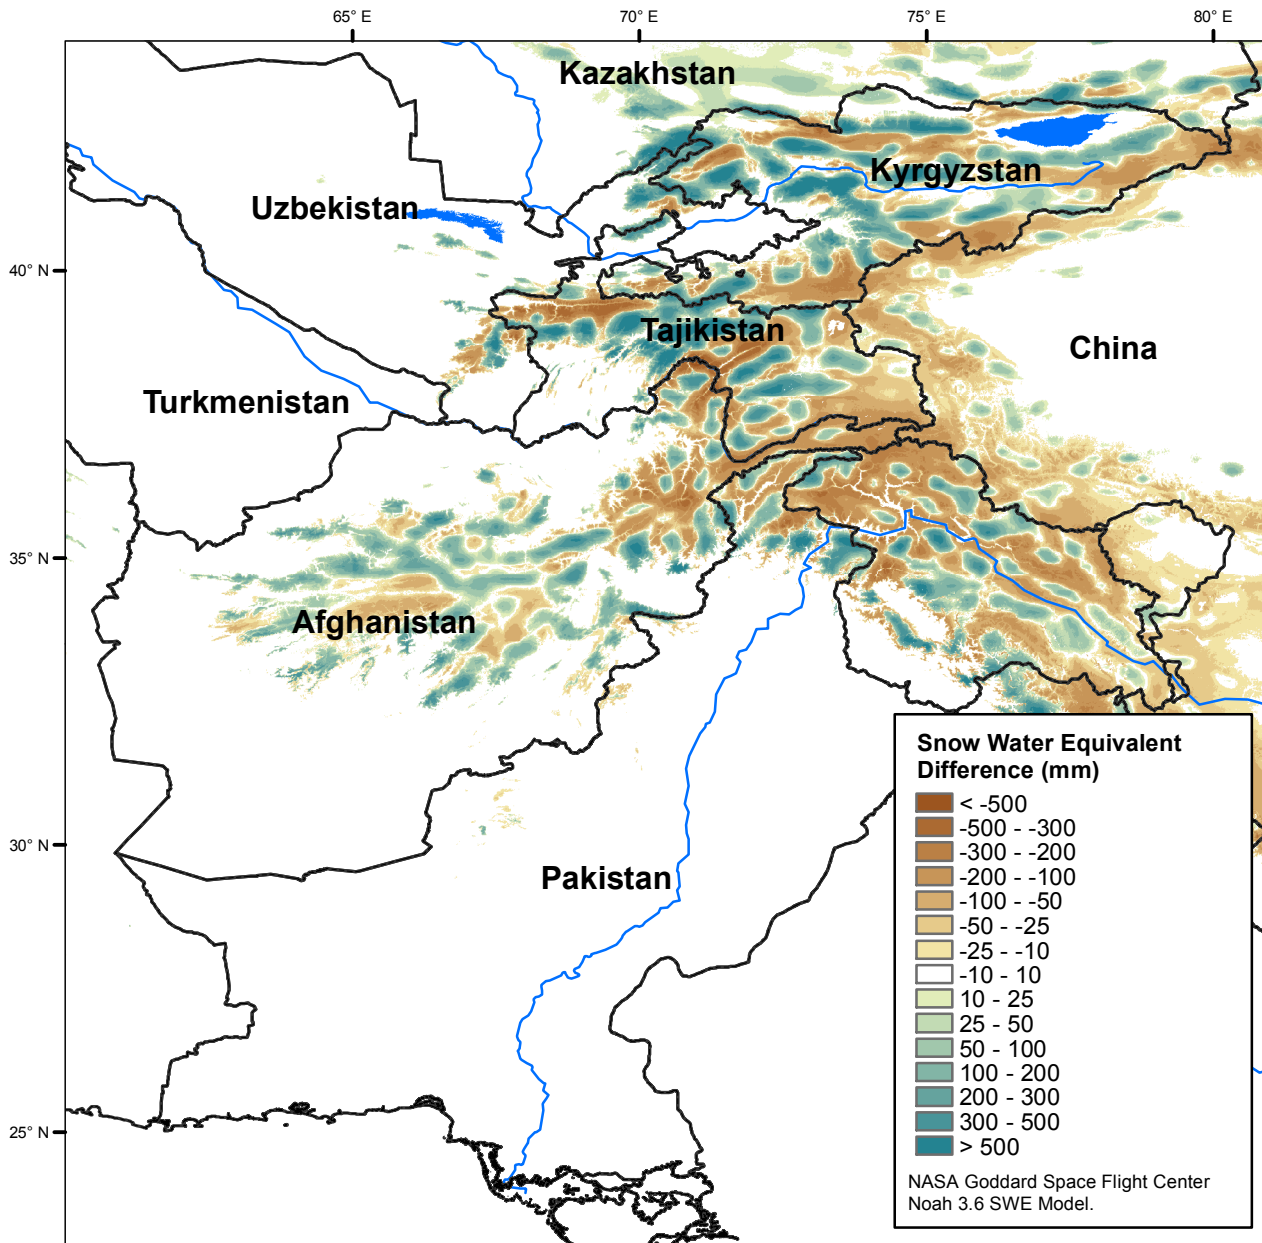 65° E
70° E
75° E
80° E
Kazakhstan
Kyrgyzstan
Uzbekistan
40° N
Tajikistan
China
Turkmenistan
35° N
Afghanistan
Snow Water Equivalent
Difference (mm)
< -500
-500 - -300
-300 - -200
-200 - -100
-100 - -50
-50 - -25
-25 - -10
-10 - 10
10 - 25
25 - 50
50 - 100
100 - 200
200 - 300
300 - 500
> 500
NASA Goddard Space Flight Center
Noah 3.6 SWE Model.
30° N
Pakistan
25° N